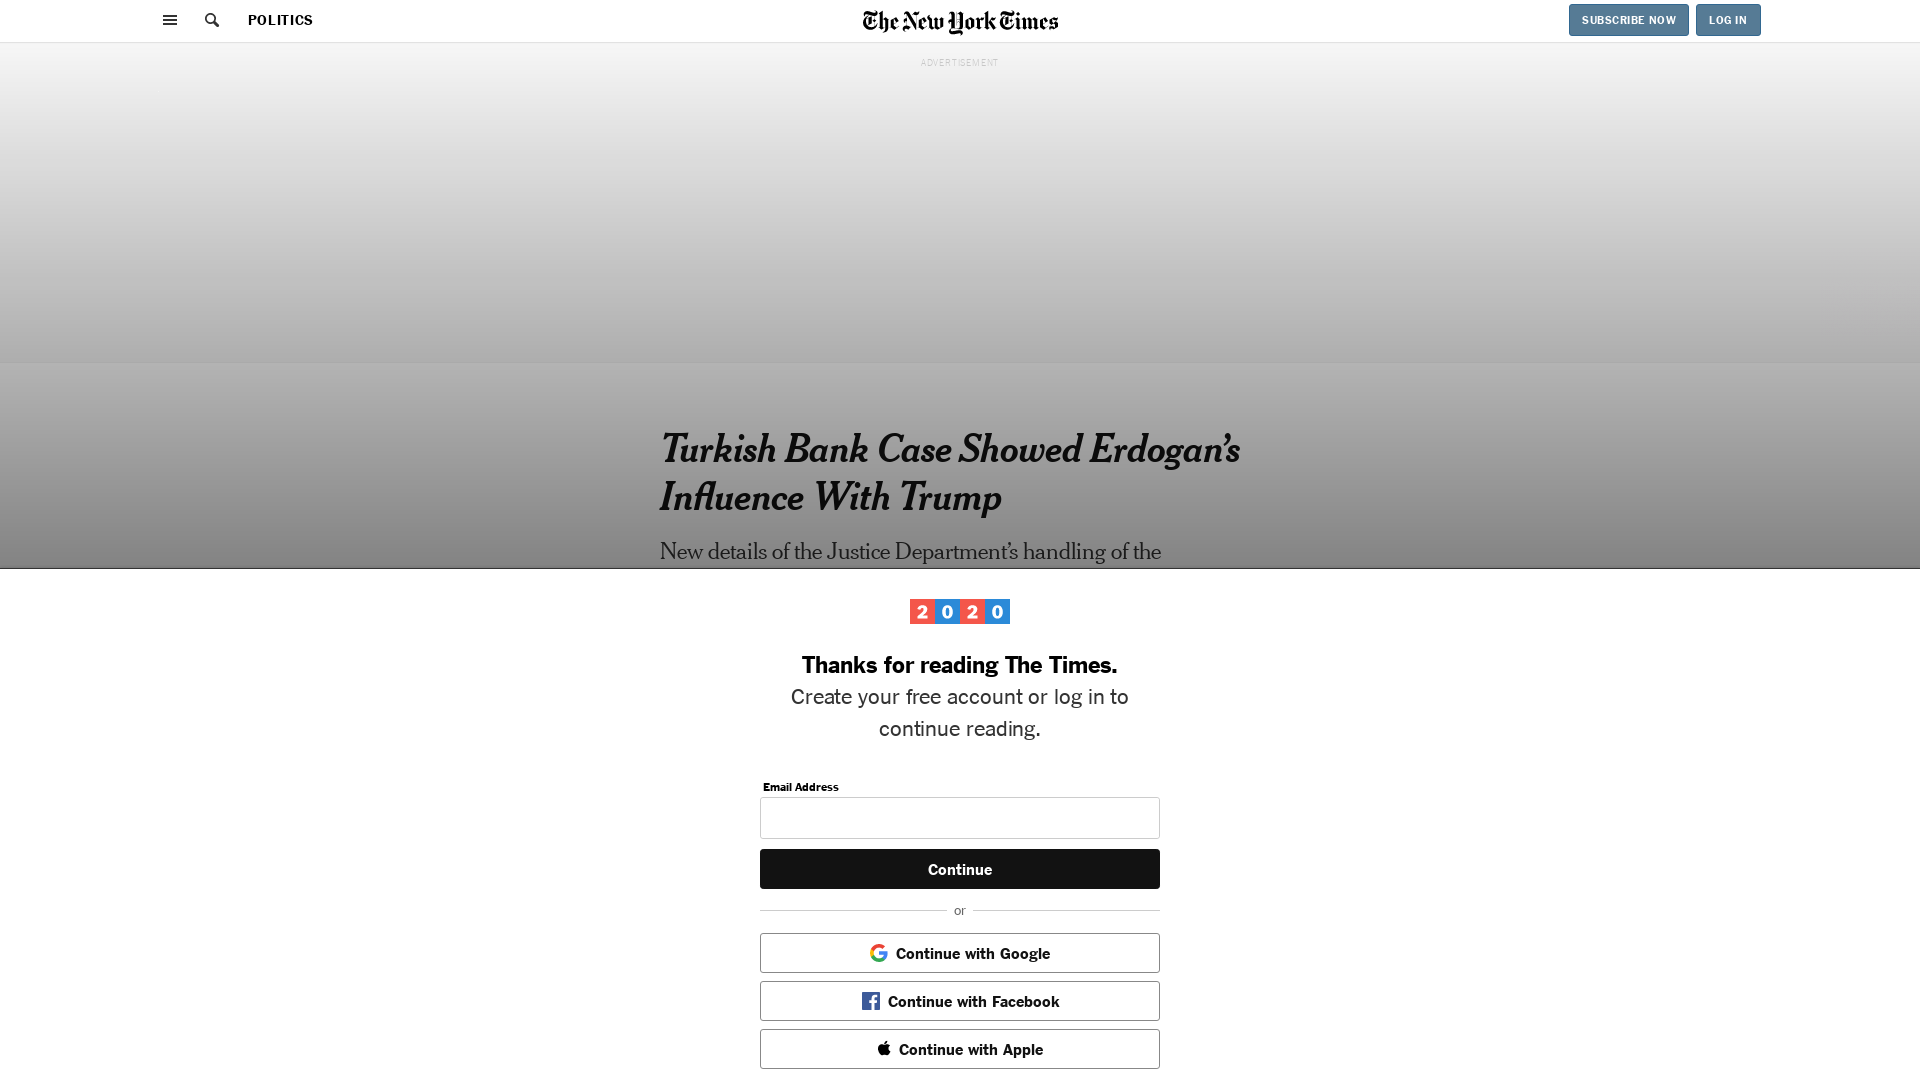 POLITICS
The New York Times
SUBSCRIBE NOW
LOG IN
ADVERTISEMENT
Turkish Bank Case Showed Erdogan’s
Influence With Trump
New details of the Justice Department’s handling of the
2020
Thanks for reading The Times.
Create your free account or log in to
continue reading.
Email Address
Continue
or
Continue with Google
Continue with Facebook
Continue with Apple